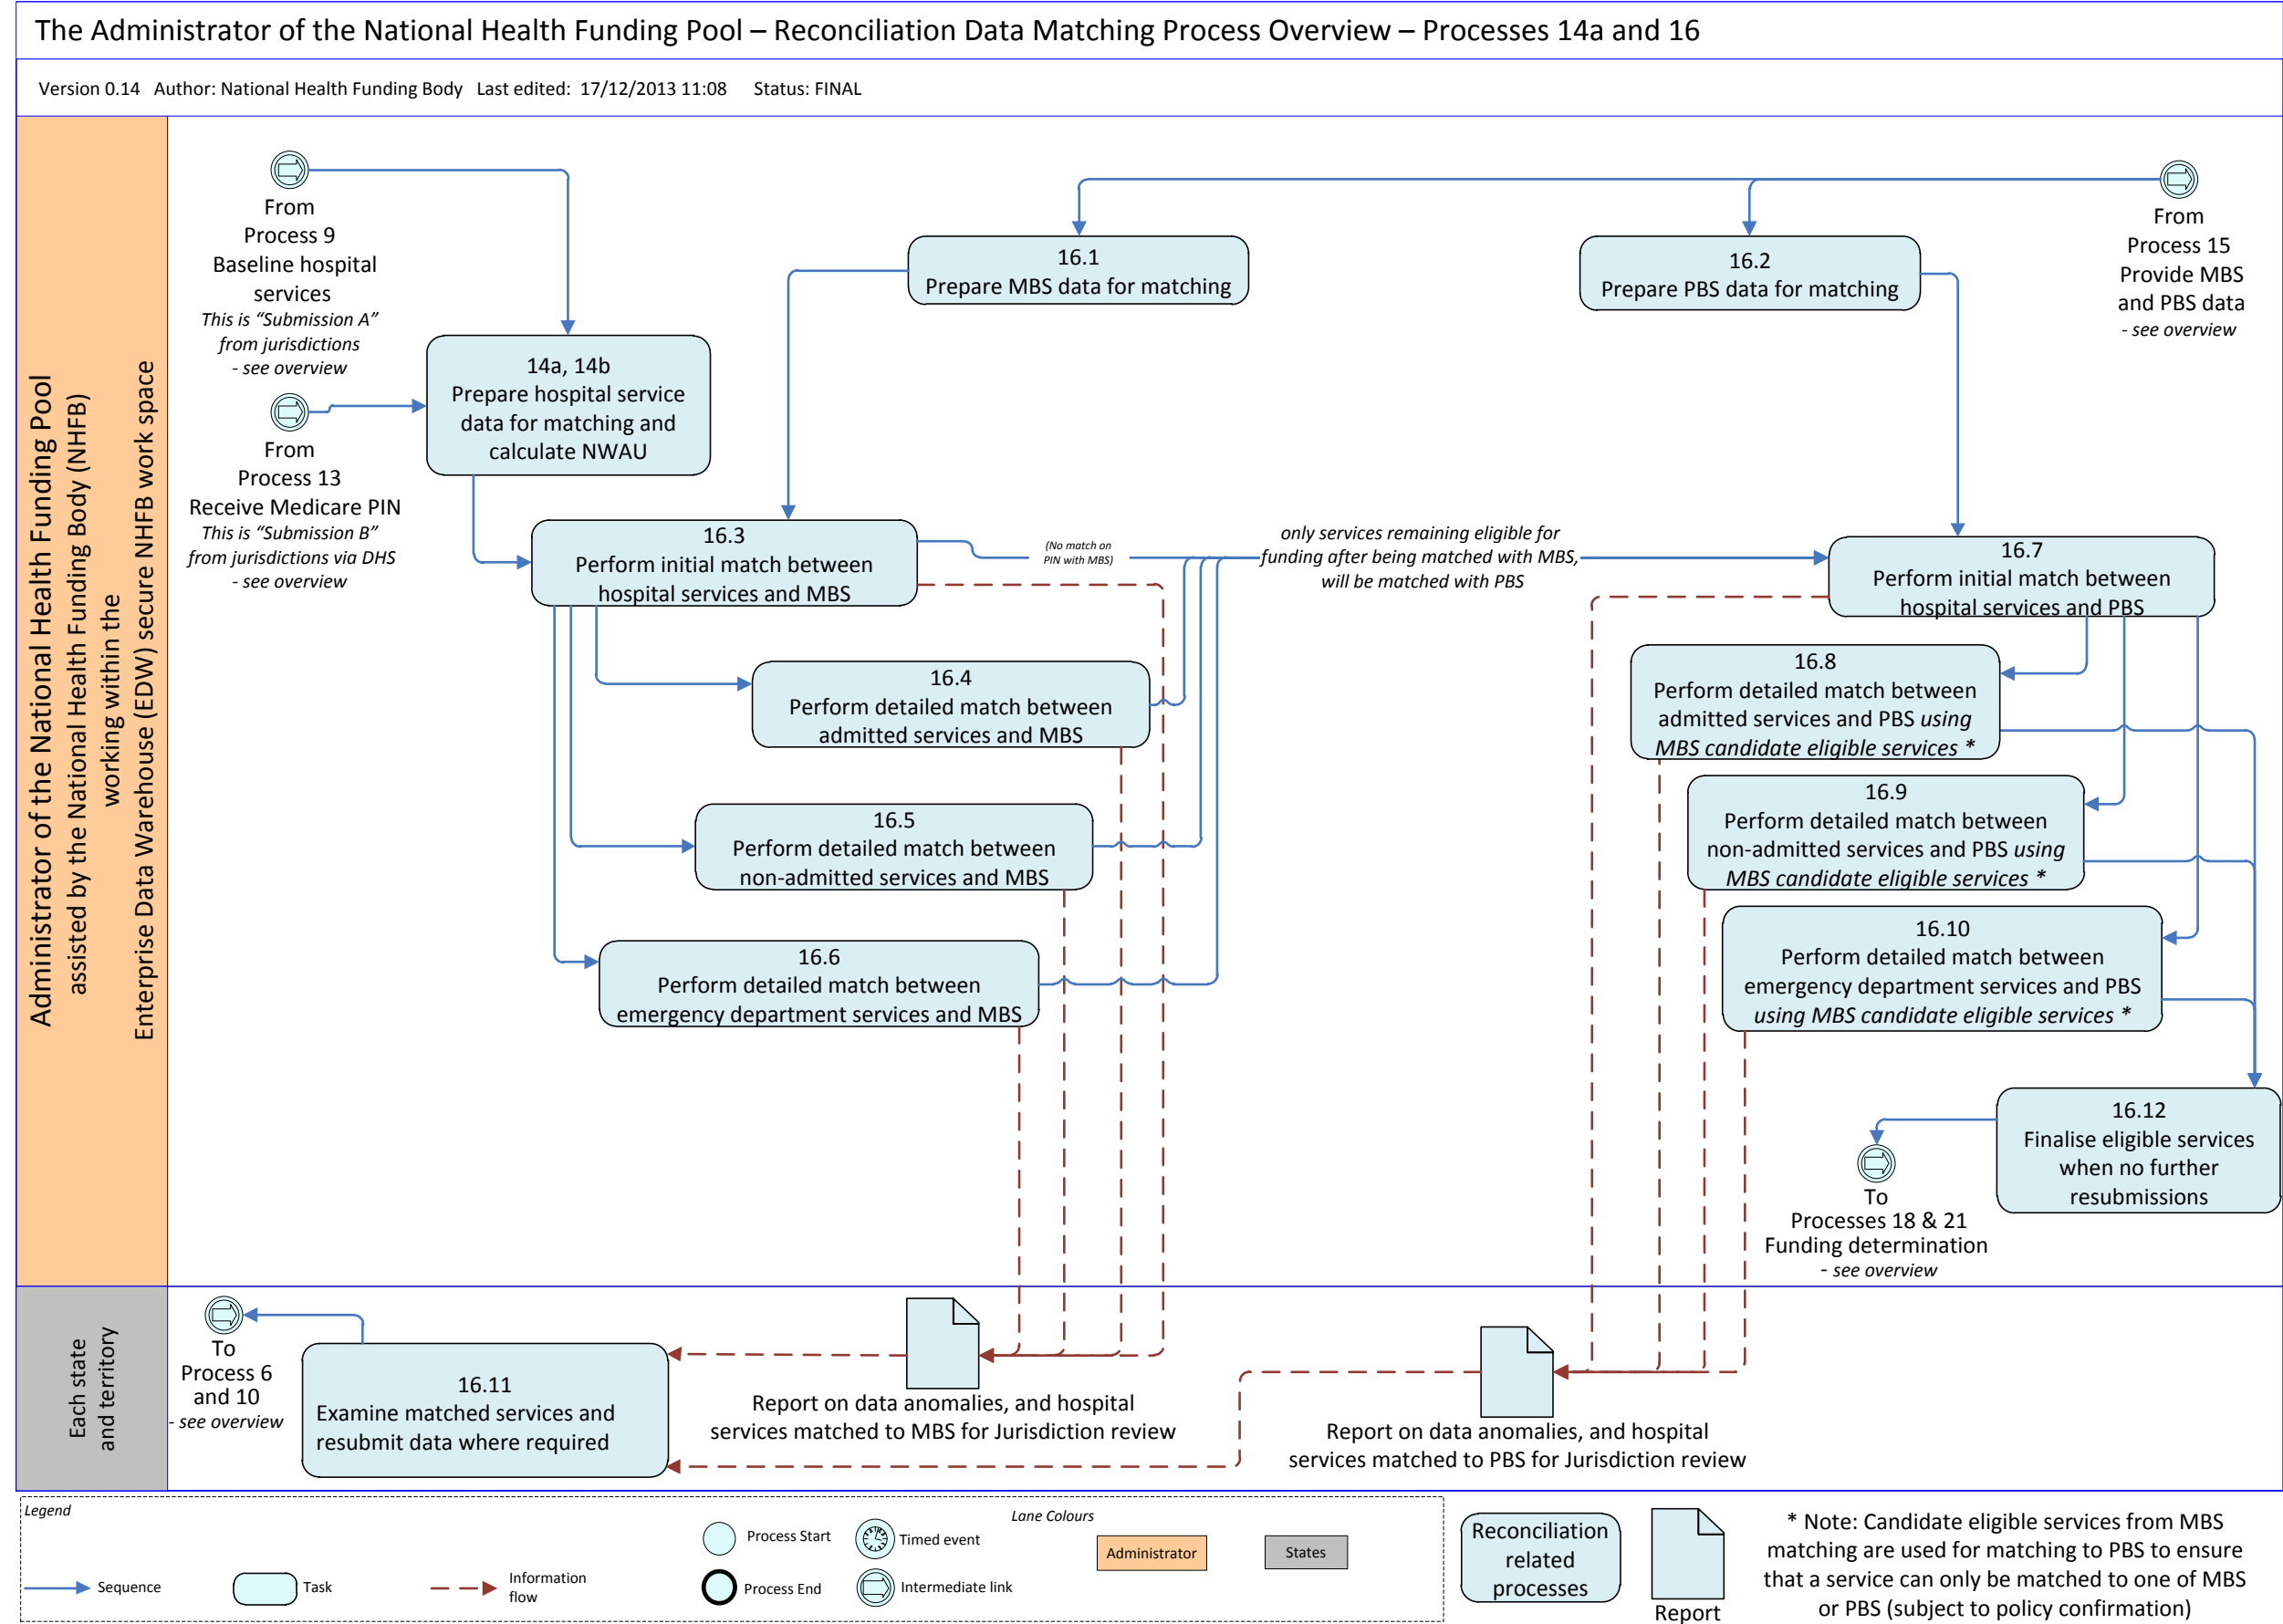 The Administrator of the National Health Funding Pool – Reconciliation Data Matching Process Overview – Processes 14a and 16
Version 0.14   Author: National Health Funding Body   Last edited:  17/12/2013 11:08     Status: FINAL
Administrator of the National Health Funding Pool
assisted by the National Health Funding Body (NHFB)
working within the
Enterprise Data Warehouse (EDW) secure NHFB work space
From
Process 9
Baseline hospital
services
This is “Submission A”
from jurisdictions
- see overview
From
Process 13
Receive Medicare PIN
This is “Submission B”
from jurisdictions via DHS
- see overview
14a, 14b
Prepare hospital service
data for matching and
calculate NWAU
16.1
Prepare MBS data for matching
16.2
Prepare PBS data for matching
From
Process 15
Provide MBS
and PBS data
- see overview
16.3
Perform initial match between
hospital services and MBS
(No match on
PIN with MBS)
only services remaining eligible for
funding after being matched with MBS,
will be matched with PBS
16.4
Perform detailed match between
admitted services and MBS
16.5
Perform detailed match between
non-admitted services and MBS
16.6
Perform detailed match between
emergency department services and MBS
16.7
Perform initial match between
hospital services and PBS
16.8
Perform detailed match between
admitted services and PBS using
MBS candidate eligible services *
16.9
Perform detailed match between
non-admitted services and PBS using
MBS candidate eligible services *
16.10
Perform detailed match between
emergency department services and PBS
using MBS candidate eligible services *
16.12
Finalise eligible services
when no further
resubmissions
To
Processes 18 & 21
Funding determination
- see overview
Each state
and territory
To
Process 6
and 10
- see overview
16.11
Examine matched services and
resubmit data where required
Report on data anomalies, and hospital
services matched to MBS for Jurisdiction review
Report on data anomalies, and hospital
services matched to PBS for Jurisdiction review
Legend
Sequence
Task
Information
flow
Process Start
Process End
Timed event
Intermediate link
Lane Colours
Administrator
States
Reconciliation
related
processes
Report
* Note: Candidate eligible services from MBS
matching are used for matching to PBS to ensure
that a service can only be matched to one of MBS
or PBS (subject to policy confirmation)